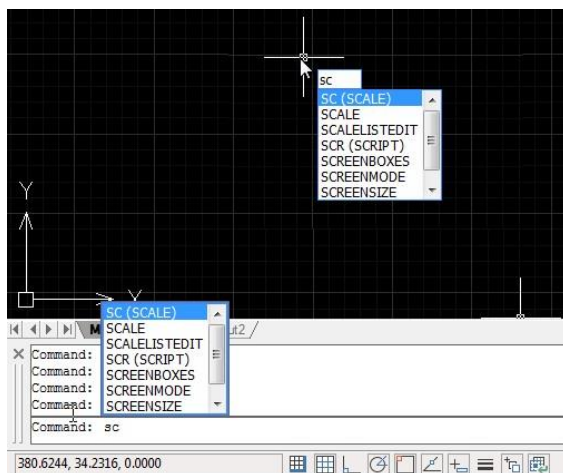 sc
SC (SCALE)
SCALE
SCALELISTEDIT
SCR (SCRIPT)
SCREENBOXES
SCREENMODE
SCREENSIZE
Y
SC (SCALE)
SCALE
SCALELISTEDIT
SCR (SCRIPT)
SCREENBOXES
SCREENMODE
SCREENSIZE
Command:
Command:
Command:
Command:
Command: sc
380.6244, 34.2316, 0.0000